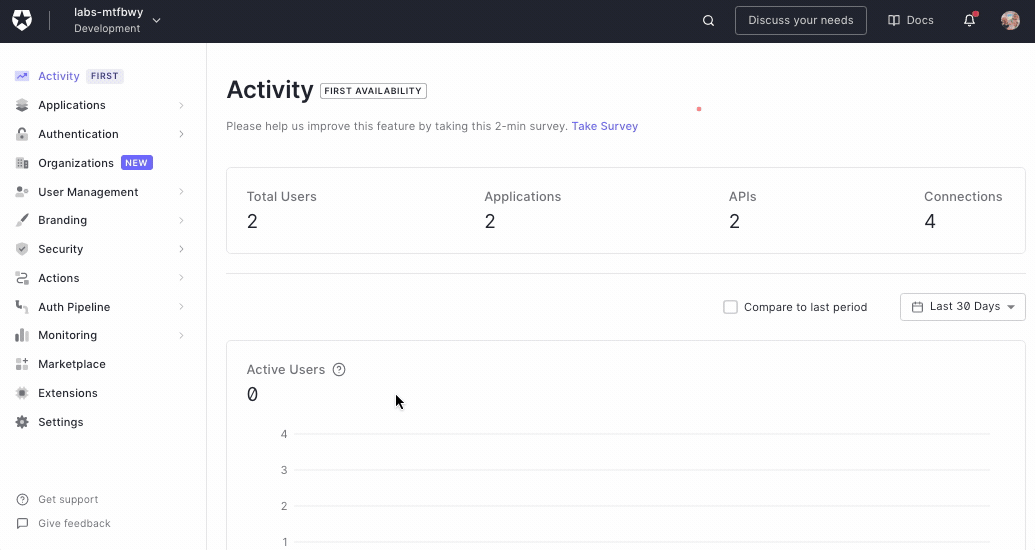 labs-mtfbwy
Development
Discuss your needs
Docs
Activity FIRST
Applications
Authentication
Organizations NEW
User Management
Branding
Security
Actions
Auth Pipeline
Monitoring
Marketplace
Extensions
Settings
Get support
Give feedback
Activity FIRST AVAILABILITY
Please help us improve this feature by taking this 2-min survey. Take Survey
Total Users
2
Applications
2
APIs
2
Connections
4
Compare to last period
Last 30 Days
Active Users ?
0
4
3
2
1